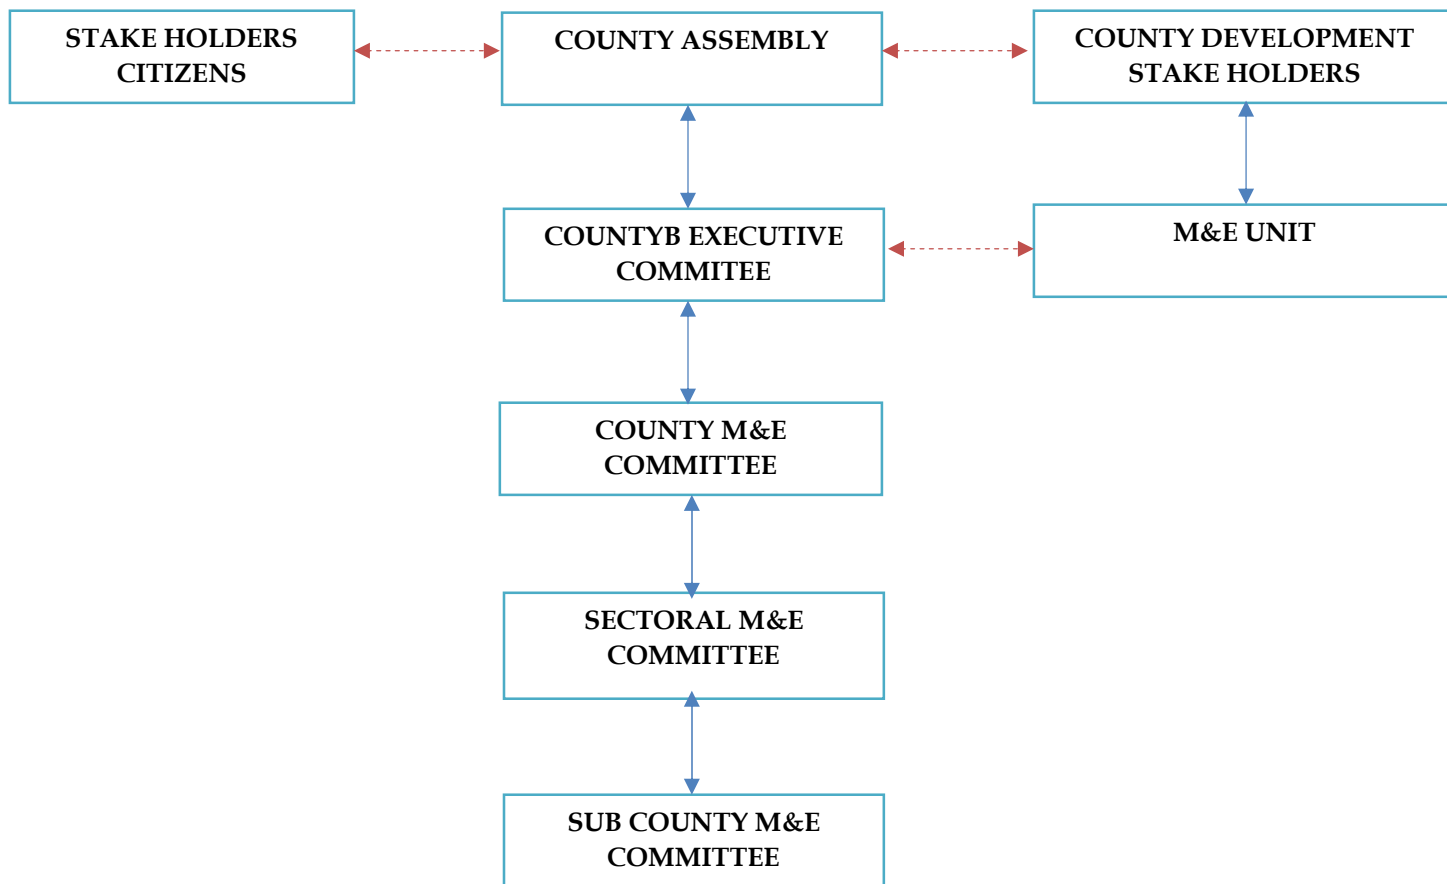 STAKE HOLDERS
CITIZENS
COUNTY ASSEMBLY
COUNTY DEVELOPMENT
STAKE HOLDERS
COUNTYB EXECUTIVE
COMMITEE
M&E UNIT
COUNTY M&E
COMMITTEE
SECTORAL M&E
COMMITTEE
SUB COUNTY M&E
COMMITTEE